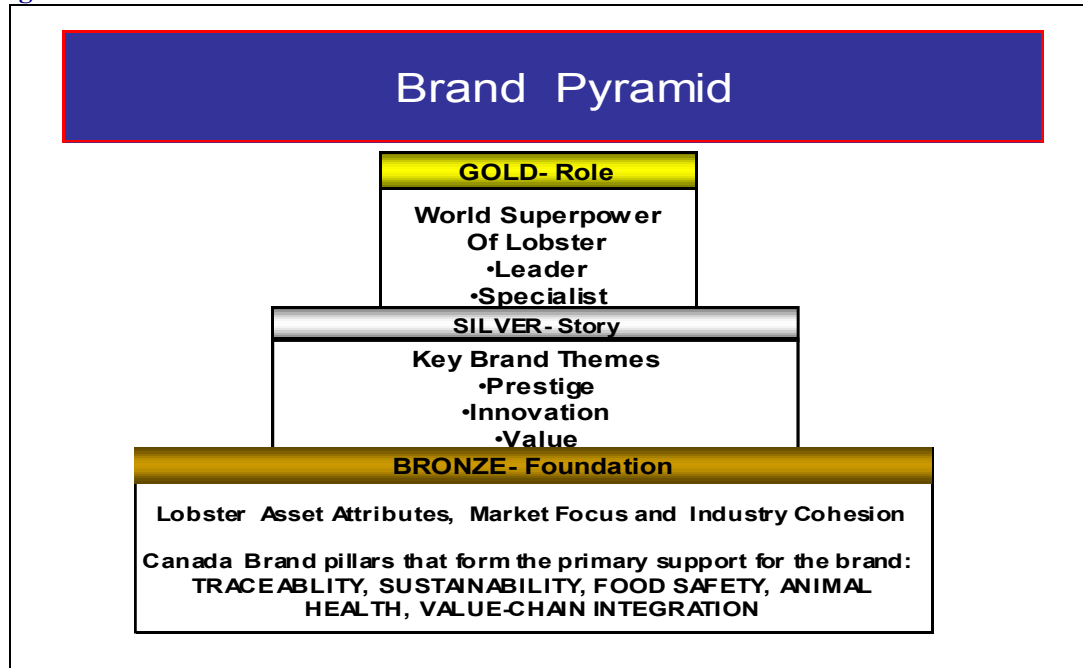 Brand Pyramid
GOLD- Role
World Superpower
Of Lobster
•Leader
•Specialist
SILVER- Story
Key Brand Themes
•Prestige
•Innovation
•Value
BRONZE- Foundation
Lobster Asset Attributes, Market Focus and Industry Cohesion
Canada Brand pillars that form the primary support for the brand:
TRACEABLITY, SUSTAINABILITY, FOOD SAFETY, ANIMAL
HEALTH, VALUE-CHAIN INTEGRATION